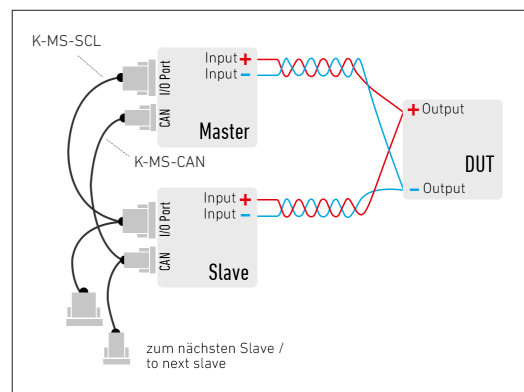 K-MS-SCL
I/O Port
Input +
Input −
CAN
Master
K-MS-CAN
+ Output
DUT
− Output
I/O Port
Input +
Input −
CAN
Slave
zum nächsten Slave /
to next slave